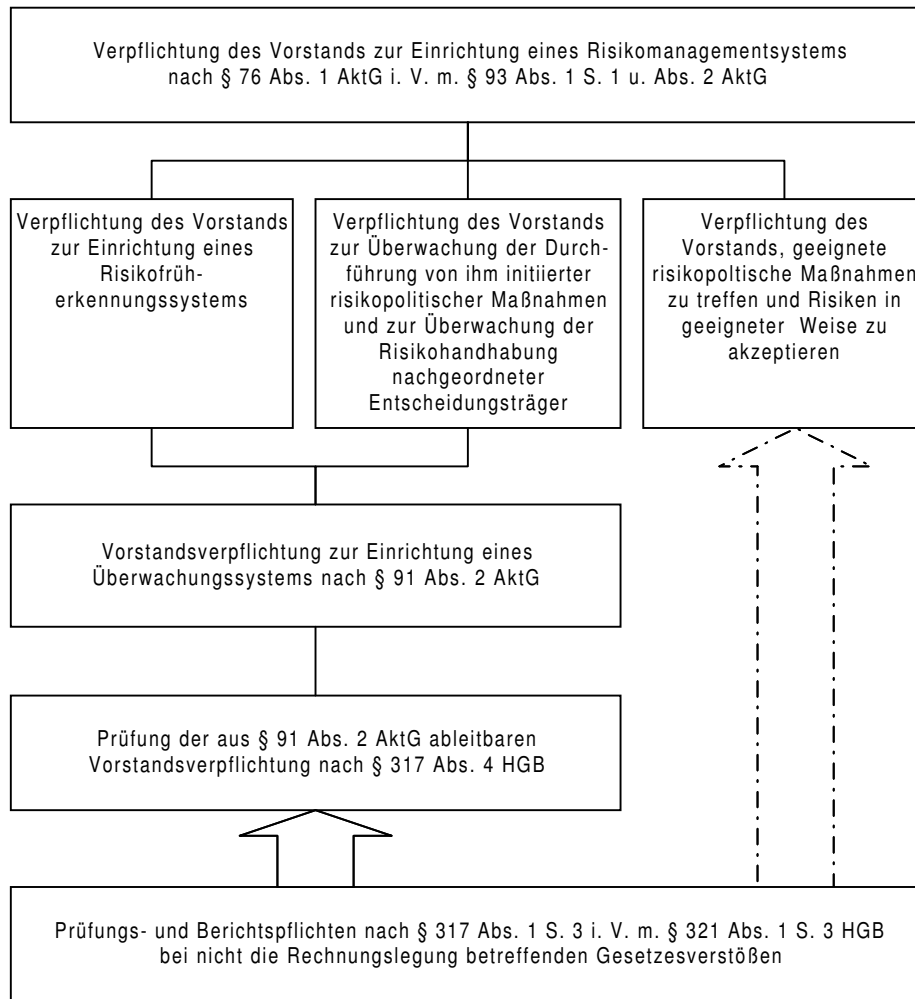 Verpflichtung des Vorstands zur Einrichtung eines Risikomanagementsystems
nach § 76 Abs. 1 AktG i. V. m. § 93 Abs. 1 S. 1 u. Abs. 2 AktG
Verpflichtung des Vorstands
zur Einrichtung eines
Risikofrüh-
erkennungssystems
Verpflichtung des Vorstands
zur Überwachung der Durch-
führung von ihm initiierter
risikopolitischer Maßnahmen
und zur Überwachung der
Risikohandhabung
nachgeordneter
Entscheidungsträger
Verpflichtung des
Vorstands, geeignete
risikopoltische Maßnahmen
zu treffen und Risiken in
geeigneter Weise zu
akzeptieren
Vorstandsverpflichtung zur Einrichtung eines
Überwachungssystems nach § 91 Abs. 2 AktG
Prüfung der aus § 91 Abs. 2 AktG ableitbaren
Vorstandsverpflichtung nach § 317 Abs. 4 HGB
Prüfungs- und Berichtspflichten nach § 317 Abs. 1 S. 3 i. V. m. § 321 Abs. 1 S. 3 HGB
bei nicht die Rechnungslegung betreffenden Gesetzesverstößen